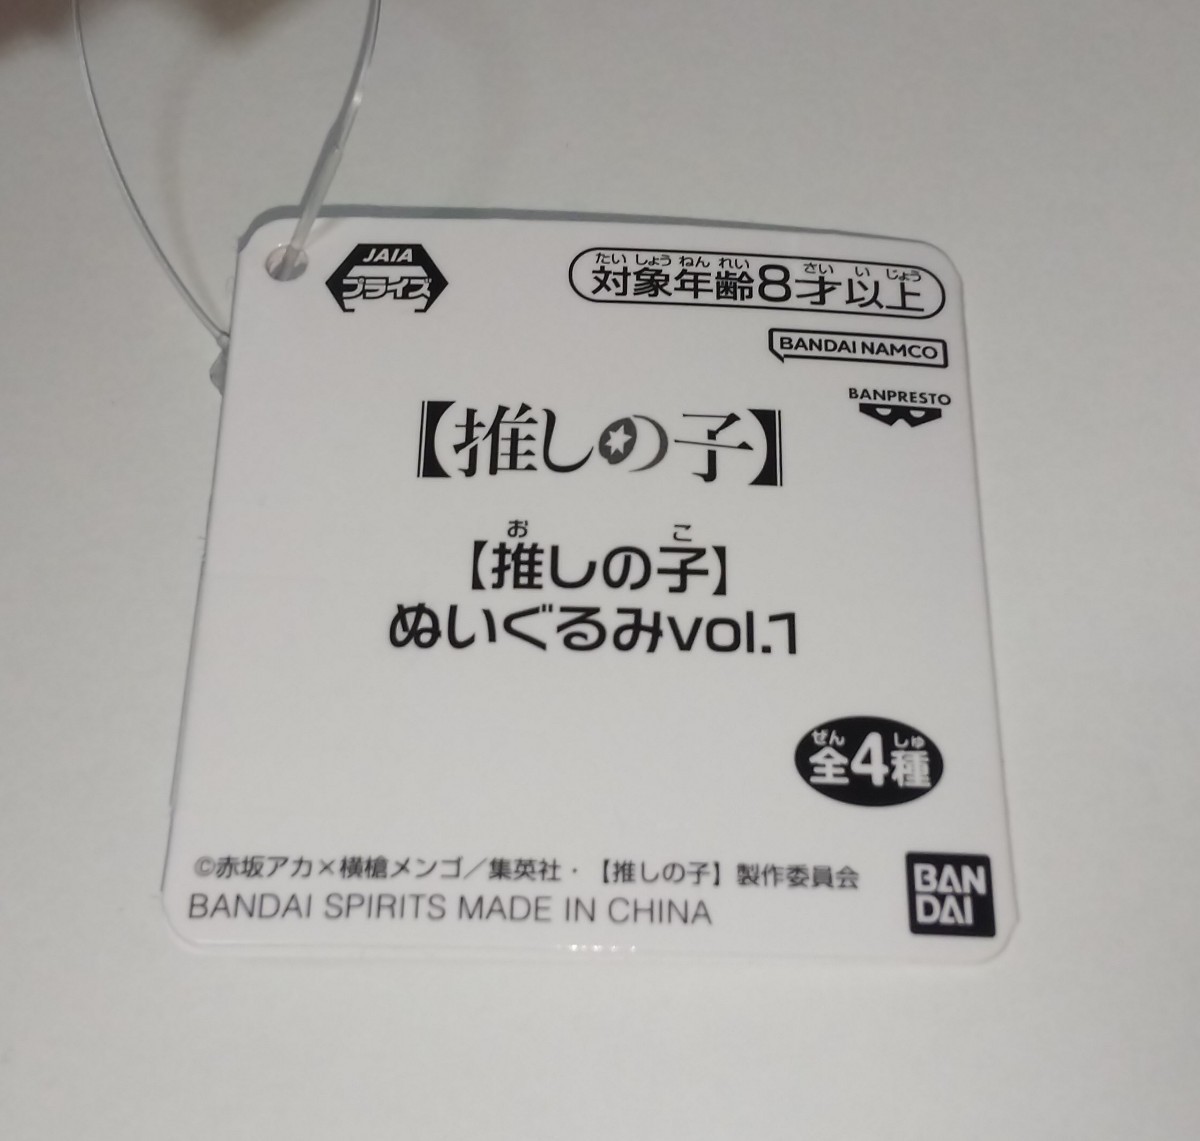 JAIA
プライズ
たいしょうねんれい さいいじょう
対象年齢8才以上
BANDAI NAMCO
BANPRESTO
【推しの子】
お こ
【推しの子】
ぬいぐるみvol.1
ぜん しゅ
全4種
©赤坂アカ×横槍メンゴ／集英社・【推しの子】製作委員会
BANDAI SPIRITS MADE IN CHINA
BAN
DAI